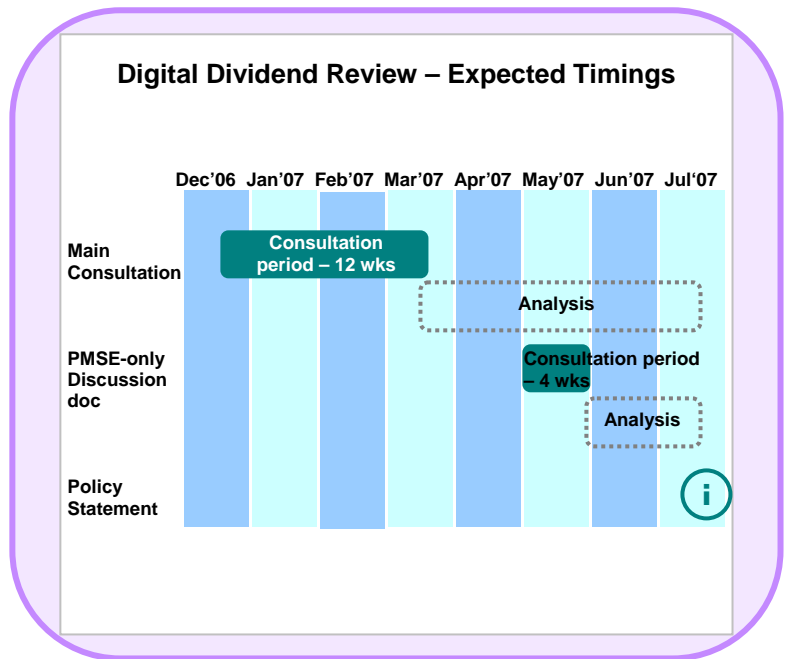 Digital Dividend Review – Expected Timings
Dec’06 Jan’07 Feb’07 Mar’07 Apr’07 May’07 Jun’07 Jul‘07
Main
Consultation
Consultation
period – 12 wks
Analysis
PMSE-only
Discussion
doc
Consultation period
– 4 wks
Analysis
Policy
Statement
i